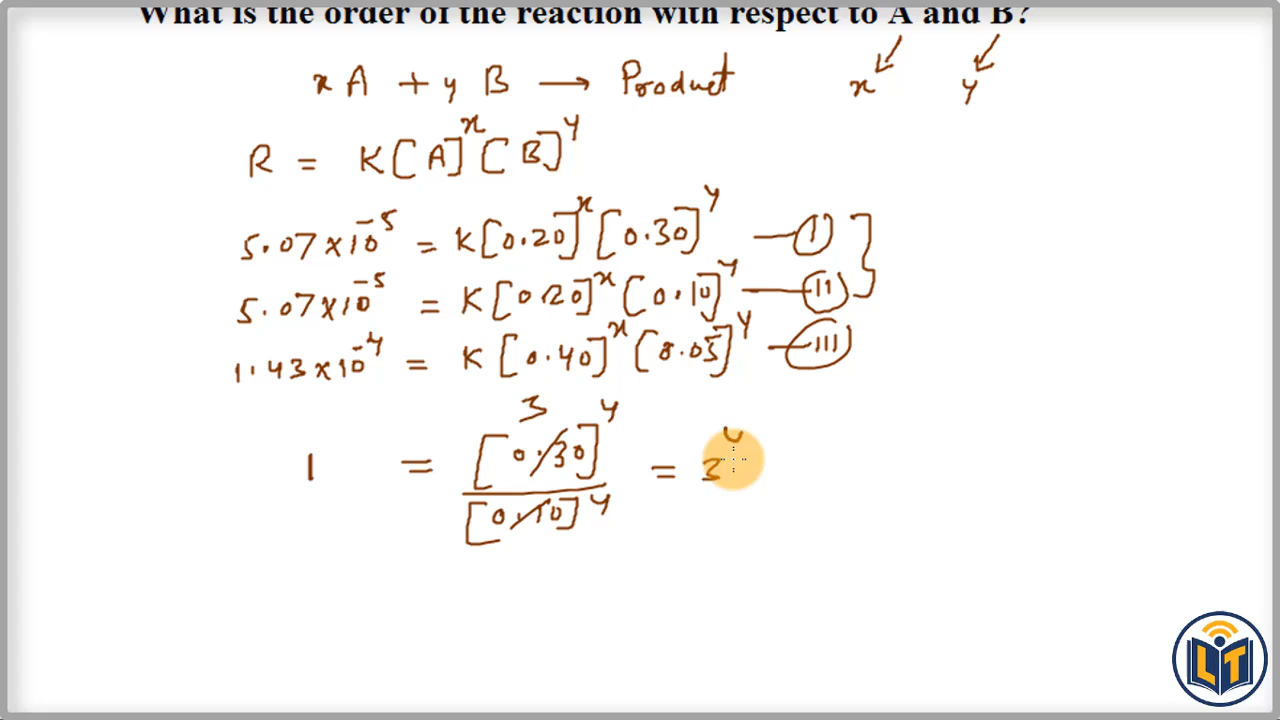 What is the order of the reaction with respect to A and B?
x A + y B → Product x y
R = K[A]^x [B]^y
5.07×10^-5 = K[0.20]^x [0.30]^y — I
5.07×10^-5 = K[0.20]^x [0.10]^y — II
1.43×10^-4 = K[0.40]^x [0.05]^y — III
1 = [0.30]^y / [0.10]^y = 3^y
3
LT